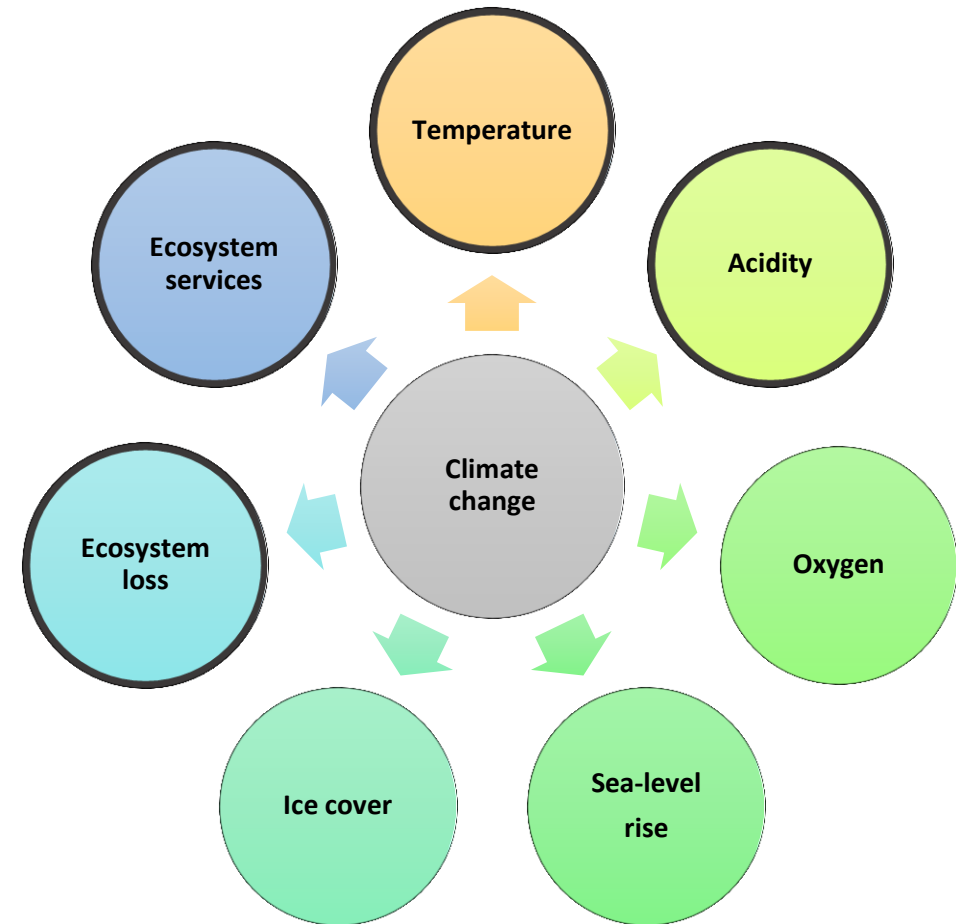 Temperature
Ecosystem
services
Acidity
Climate
change
Ecosystem
loss
Oxygen
Ice cover
Sea-level
rise